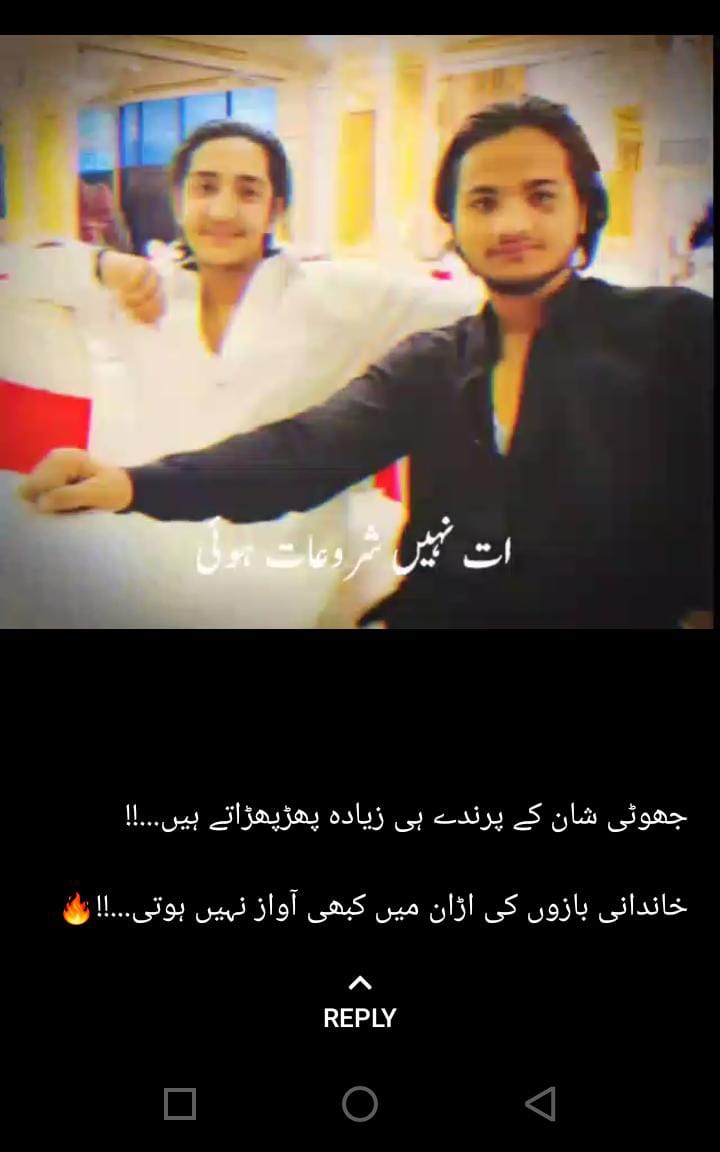 ات نہیں شروعات ہوئی
جھوٹی شان کے پرندے ہی زیادہ پھڑپھڑاتے ہیں...!!
خاندانی بازوں کی اڑان میں کبھی آواز نہیں ہوتی...!!🔥
REPLY